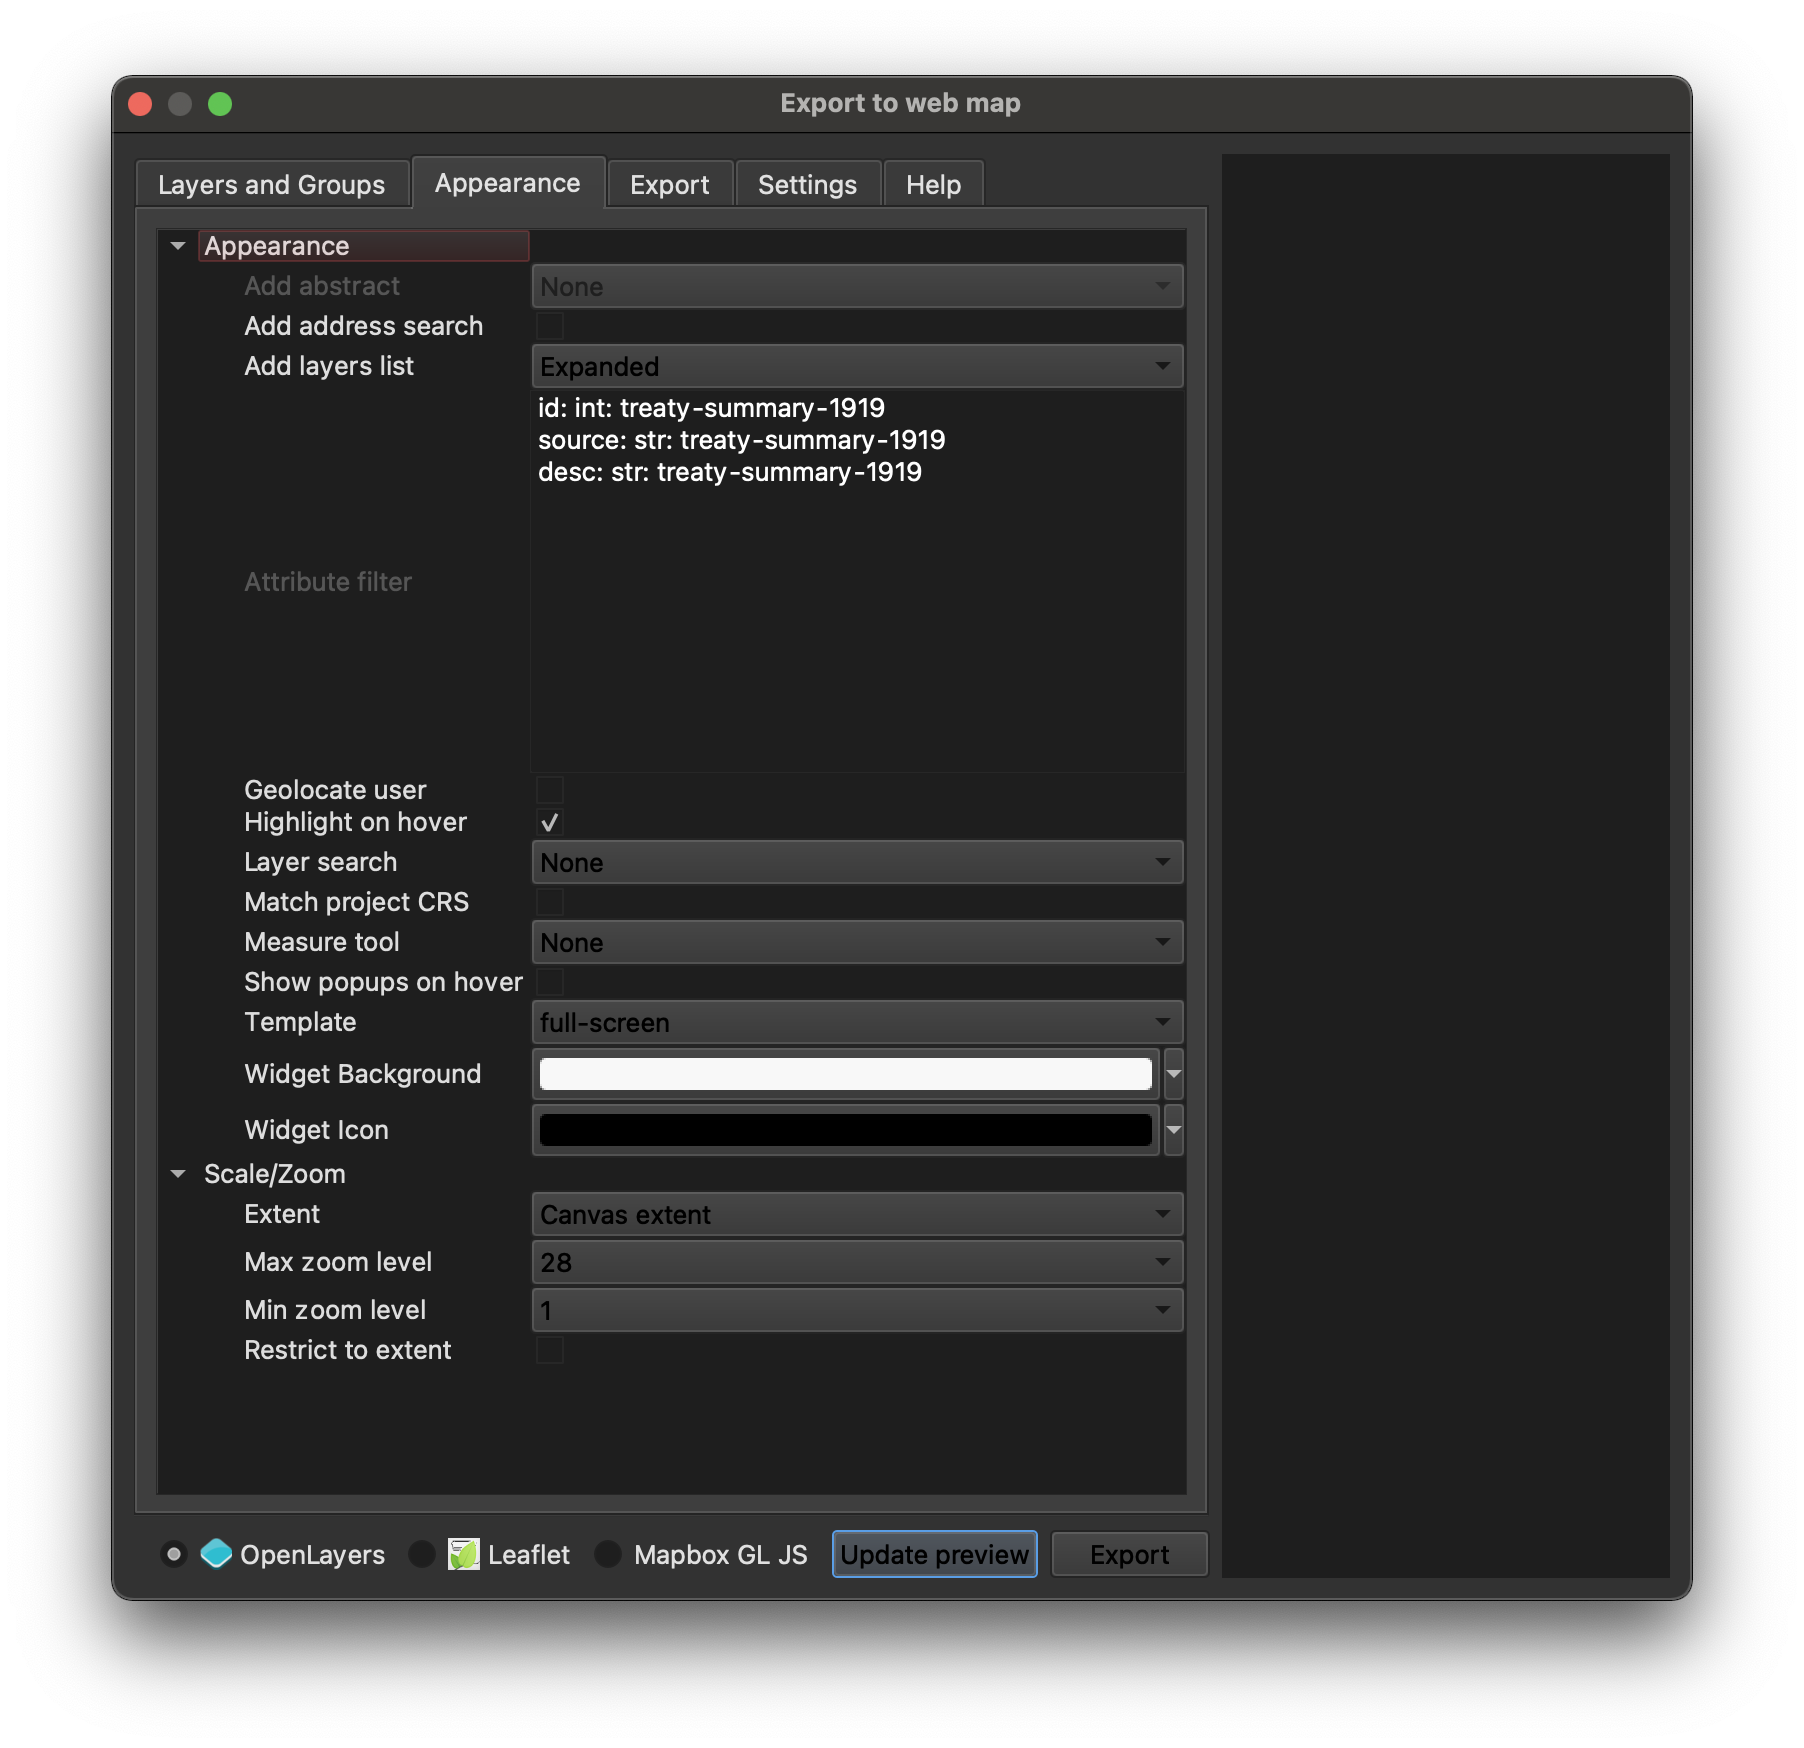 Export to web map
Layers and Groups
Appearance
Export
Settings
Help
Appearance
Add abstract
None
Add address search
Add layers list
Expanded
id: int: treaty-summary-1919
source: str: treaty-summary-1919
desc: str: treaty-summary-1919
Attribute filter
Geolocate user
Highlight on hover
Layer search
None
Match project CRS
Measure tool
None
Show popups on hover
Template
full-screen
Widget Background
Widget Icon
Scale/Zoom
Extent
Canvas extent
Max zoom level
28
Min zoom level
1
Restrict to extent
OpenLayers
Leaflet
Mapbox GL JS
Update preview
Export